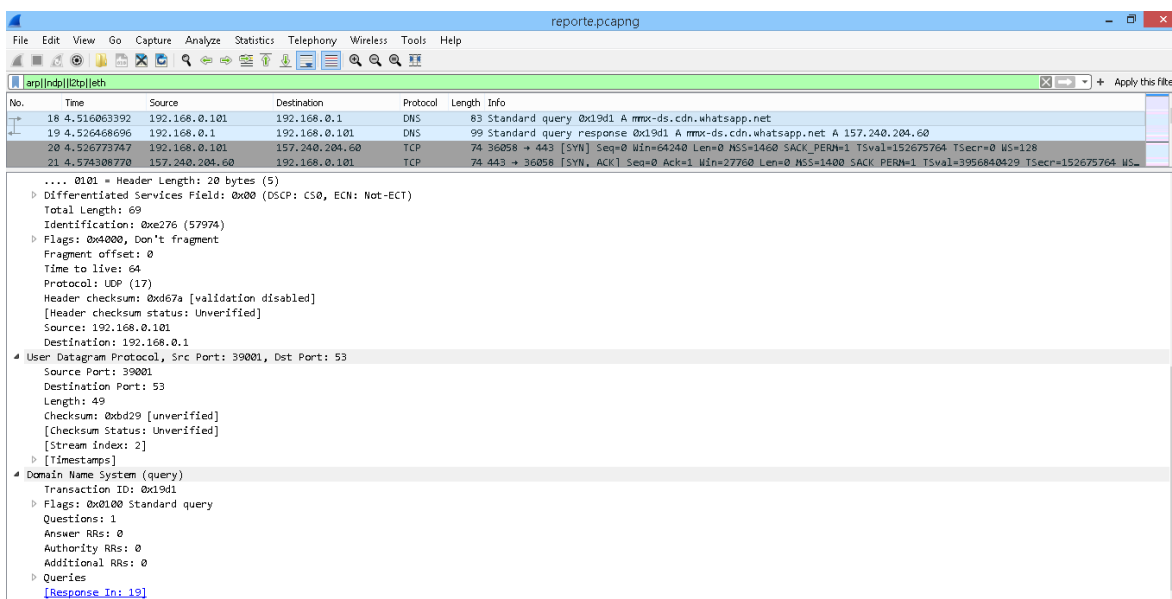 reporte.pcapng
File Edit View Go Capture Analyze Statistics Telephony Wireless Tools Help
arp||ndp||l2tp||eth + Apply this filte
No. Time Source Destination Protocol Length Info
18 4.516063392 192.168.0.101 192.168.0.1 DNS 83 Standard query 0x19d1 A mmx-ds.cdn.whatsapp.net
19 4.526468696 192.168.0.1 192.168.0.101 DNS 99 Standard query response 0x19d1 A mmx-ds.cdn.whatsapp.net A 157.240.204.60
20 4.526773747 192.168.0.101 157.240.204.60 TCP 74 36058 → 443 [SYN] Seq=0 Win=64240 Len=0 MSS=1460 SACK_PERM=1 TSval=152675764 TSecr=0 WS=128
21 4.574308770 157.240.204.60 192.168.0.101 TCP 74 443 → 36058 [SYN, ACK] Seq=0 Ack=1 Win=27760 Len=0 MSS=1400 SACK_PERM=1 TSval=3956840429 TSecr=152675764 WS…
.... 0101 = Header Length: 20 bytes (5)
Differentiated Services Field: 0x00 (DSCP: CS0, ECN: Not-ECT)
Total Length: 69
Identification: 0xe276 (57974)
Flags: 0x4000, Don't fragment
Fragment offset: 0
Time to live: 64
Protocol: UDP (17)
Header checksum: 0xd67a [validation disabled]
[Header checksum status: Unverified]
Source: 192.168.0.101
Destination: 192.168.0.1
User Datagram Protocol, Src Port: 39001, Dst Port: 53
Source Port: 39001
Destination Port: 53
Length: 49
Checksum: 0xbd29 [unverified]
[Checksum Status: Unverified]
[Stream index: 2]
[Timestamps]
Domain Name System (query)
Transaction ID: 0x19d1
Flags: 0x0100 Standard query
Questions: 1
Answer RRs: 0
Authority RRs: 0
Additional RRs: 0
Queries
[Response In: 19]